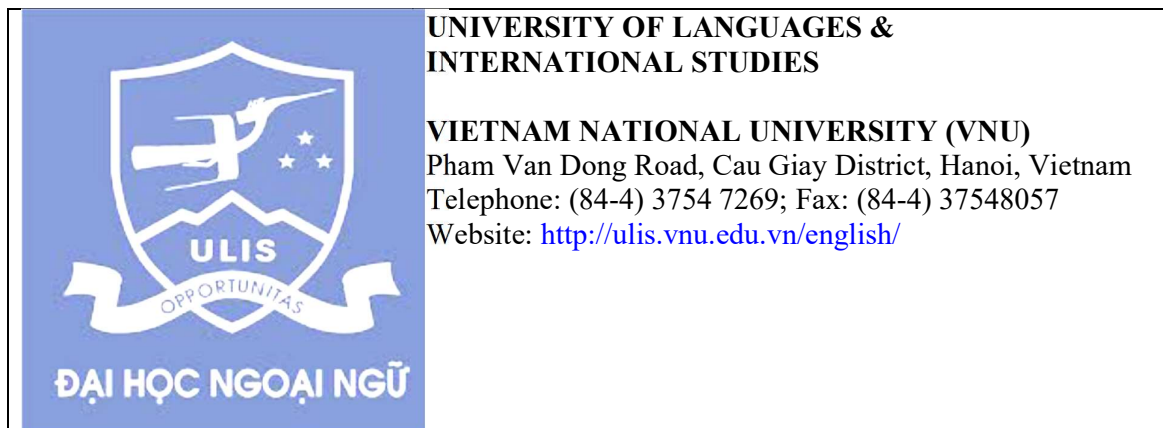 ULIS
OPPORTUNITAS
ĐẠI HỌC NGOẠI NGỮ
UNIVERSITY OF LANGUAGES &
INTERNATIONAL STUDIES
VIETNAM NATIONAL UNIVERSITY (VNU)
Pham Van Dong Road, Cau Giay District, Hanoi, Vietnam
Telephone: (84-4) 3754 7269; Fax: (84-4) 37548057
Website: http://ulis.vnu.edu.vn/english/